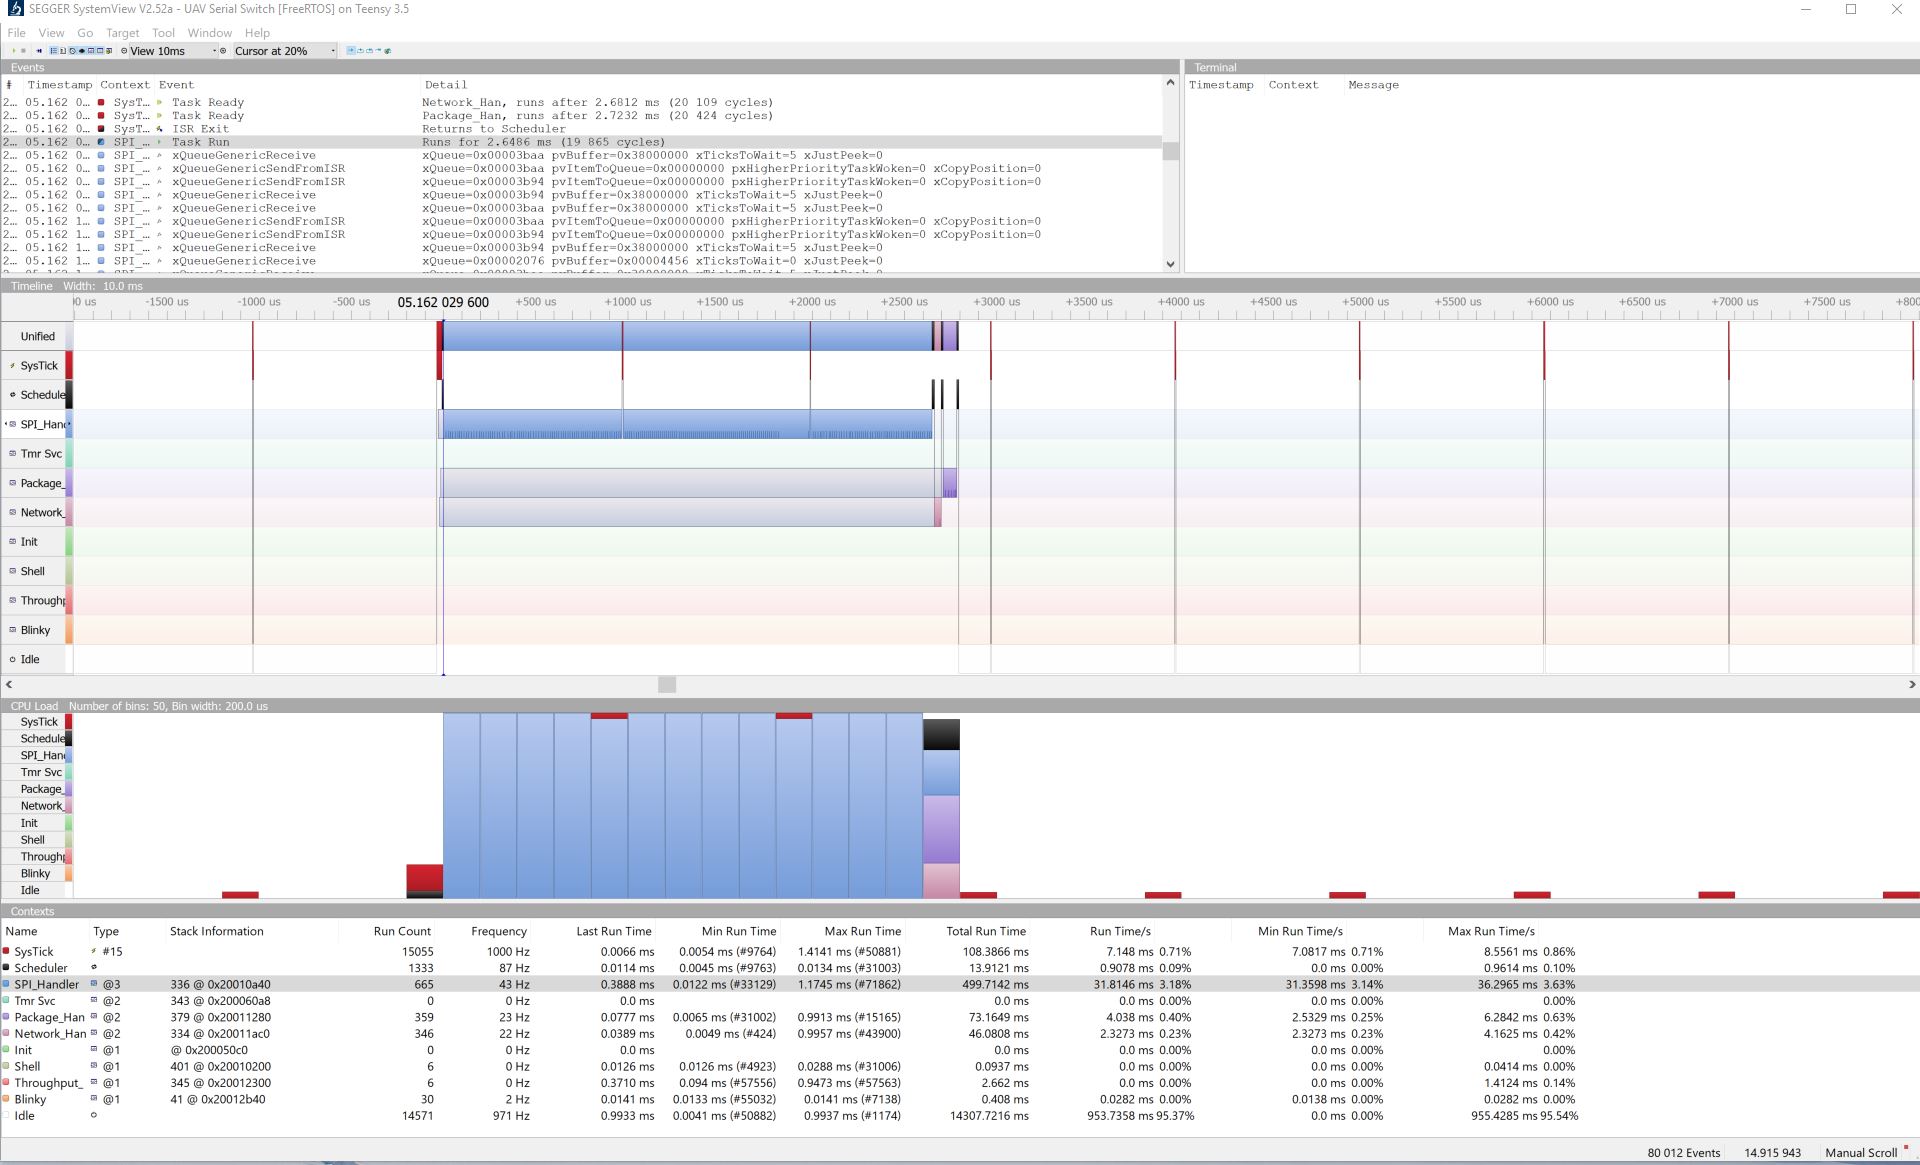 SEGGER SystemView V2.52a - UAV Serial Switch [FreeRTOS] on Teensy 3.5
File View Go Target Tool Window Help
View 10ms Cursor at 20%
Events
# Timestamp Context Event Detail
2... 05.162 0... SysT... Task Ready Network_Han, runs after 2.6812 ms (20 109 cycles)
2... 05.162 0... SysT... Task Ready Package_Han, runs after 2.7232 ms (20 424 cycles)
2... 05.162 0... SysT... ISR Exit Returns to Scheduler
2... 05.162 0... SPI_... Task Run Runs for 2.6486 ms (19 865 cycles)
2... 05.162 0... SPI_... xQueueGenericReceive xQueue=0x00003baa pvBuffer=0x38000000 xTicksToWait=5 xJustPeek=0
2... 05.162 0... SPI_... xQueueGenericSendFromISR xQueue=0x00003baa pvItemToQueue=0x00000000 pxHigherPriorityTaskWoken=0 xCopyPosition=0
2... 05.162 0... SPI_... xQueueGenericSendFromISR xQueue=0x00003b94 pvItemToQueue=0x00000000 pxHigherPriorityTaskWoken=0 xCopyPosition=0
2... 05.162 0... SPI_... xQueueGenericReceive xQueue=0x00003b94 pvBuffer=0x38000000 xTicksToWait=5 xJustPeek=0
2... 05.162 0... SPI_... xQueueGenericReceive xQueue=0x00003baa pvBuffer=0x38000000 xTicksToWait=5 xJustPeek=0
2... 05.162 1... SPI_... xQueueGenericSendFromISR xQueue=0x00003baa pvItemToQueue=0x00000000 pxHigherPriorityTaskWoken=0 xCopyPosition=0
2... 05.162 1... SPI_... xQueueGenericSendFromISR xQueue=0x00003b94 pvItemToQueue=0x00000000 pxHigherPriorityTaskWoken=0 xCopyPosition=0
2... 05.162 1... SPI_... xQueueGenericReceive xQueue=0x00003b94 pvBuffer=0x38000000 xTicksToWait=5 xJustPeek=0
2... 05.162 1... SPI_... xQueueGenericReceive xQueue=0x00002076 pvBuffer=0x00004456 xTicksToWait=0 xJustPeek=0
Terminal
Timestamp Context Message
Timeline Width: 10.0 ms
0 us -1500 us -1000 us -500 us 05.162 029 600 +500 us +1000 us +1500 us +2000 us +2500 us +3000 us +3500 us +4000 us +4500 us +5000 us +5500 us +6000 us +6500 us +7000 us +7500 us +800
Unified
SysTick
Schedule
SPI_Hand
Tmr Svc
Package_
Network_
Init
Shell
Throughp
Blinky
Idle
CPU Load Number of bins: 50, Bin width: 200.0 us
SysTick
Schedule
SPI_Hand
Tmr Svc
Package_
Network_
Init
Shell
Throughp
Blinky
Idle
Contexts
Name Type Stack Information Run Count Frequency Last Run Time Min Run Time Max Run Time Total Run Time Run Time/s Min Run Time/s Max Run Time/s
SysTick #15 15055 1000 Hz 0.0066 ms 0.0054 ms (#9764) 1.4141 ms (#50881) 108.3866 ms 7.148 ms 0.71% 7.0817 ms 0.71% 8.5561 ms 0.86%
Scheduler 1333 87 Hz 0.0114 ms 0.0045 ms (#9763) 0.0134 ms (#31003) 13.9121 ms 0.9078 ms 0.09% 0.0 ms 0.00% 0.9614 ms 0.10%
SPI_Handler @3 336 @ 0x20010a40 665 43 Hz 0.3888 ms 0.0122 ms (#33129) 1.1745 ms (#71862) 499.7142 ms 31.8146 ms 3.18% 31.3598 ms 3.14% 36.2965 ms 3.63%
Tmr Svc @2 343 @ 0x200060a8 0 0 Hz 0.0 ms 0.0 ms 0.0 ms 0.00% 0.0 ms 0.00% 0.00%
Package_Han @2 379 @ 0x20011280 359 23 Hz 0.0777 ms 0.0065 ms (#31002) 0.9913 ms (#15165) 73.1649 ms 4.038 ms 0.40% 2.5329 ms 0.25% 6.2842 ms 0.63%
Network_Han @2 334 @ 0x20011ac0 346 22 Hz 0.0389 ms 0.0049 ms (#424) 0.9957 ms (#43900) 46.0808 ms 2.3273 ms 0.23% 2.3273 ms 0.23% 4.1625 ms 0.42%
Init @1 @ 0x200050c0 0 0 Hz 0.0 ms 0.0 ms 0.0 ms 0.00% 0.0 ms 0.00% 0.00%
Shell @1 401 @ 0x20010200 6 0 Hz 0.0126 ms 0.0126 ms (#4923) 0.0288 ms (#31006) 0.0937 ms 0.0 ms 0.00% 0.0 ms 0.00% 0.0414 ms 0.00%
Throughput_ @1 345 @ 0x20012300 6 0 Hz 0.3710 ms 0.094 ms (#57556) 0.9473 ms (#57563) 2.662 ms 0.0 ms 0.00% 0.0 ms 0.00% 1.4124 ms 0.14%
Blinky @1 41 @ 0x20012b40 30 2 Hz 0.0141 ms 0.0133 ms (#55032) 0.0141 ms (#7138) 0.408 ms 0.0282 ms 0.00% 0.0138 ms 0.00% 0.0282 ms 0.00%
Idle 14571 971 Hz 0.9933 ms 0.0041 ms (#50882) 0.9937 ms (#1174) 14307.7216 ms 953.7358 ms 95.37% 0.0 ms 0.00% 955.4285 ms 95.54%
80 012 Events 14.915 943 Manual Scroll